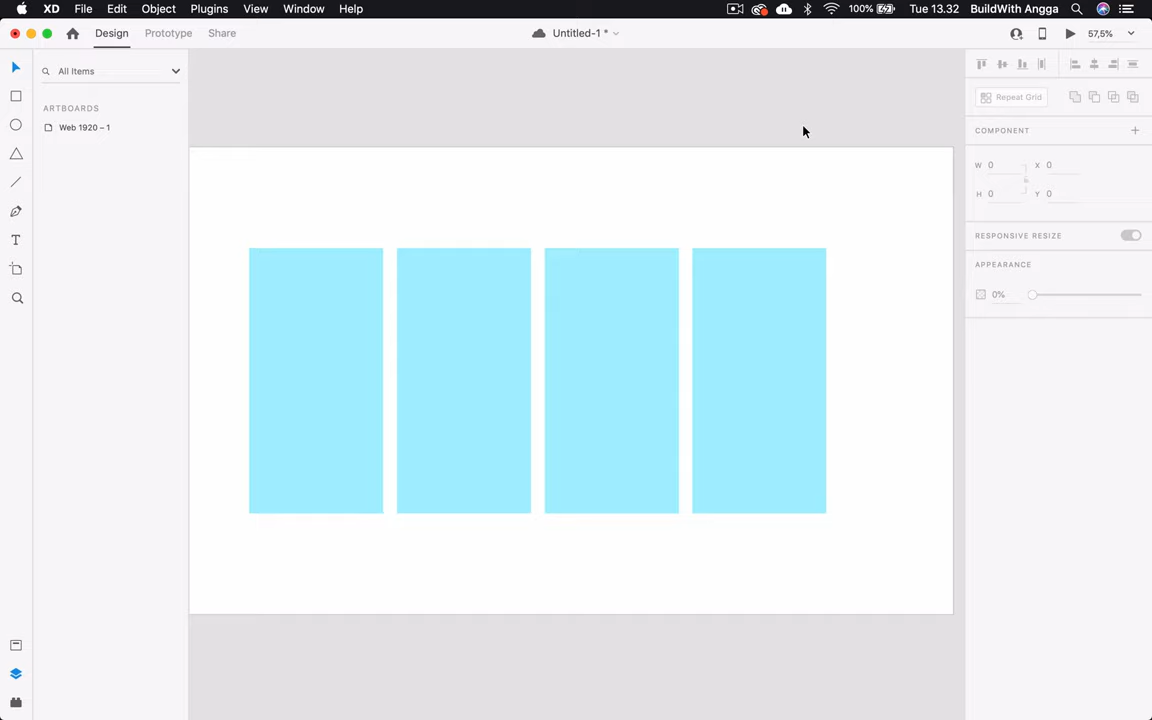 XD File Edit Object Plugins View Window Help 100% Tue 13.32 BuildWith Angga
Design Prototype Share Untitled-1 * 57,5%
All Items
ARTBOARDS
Web 1920 – 1
Repeat Grid
COMPONENT
W 0 X 0
H 0 Y 0
RESPONSIVE RESIZE
APPEARANCE
0%